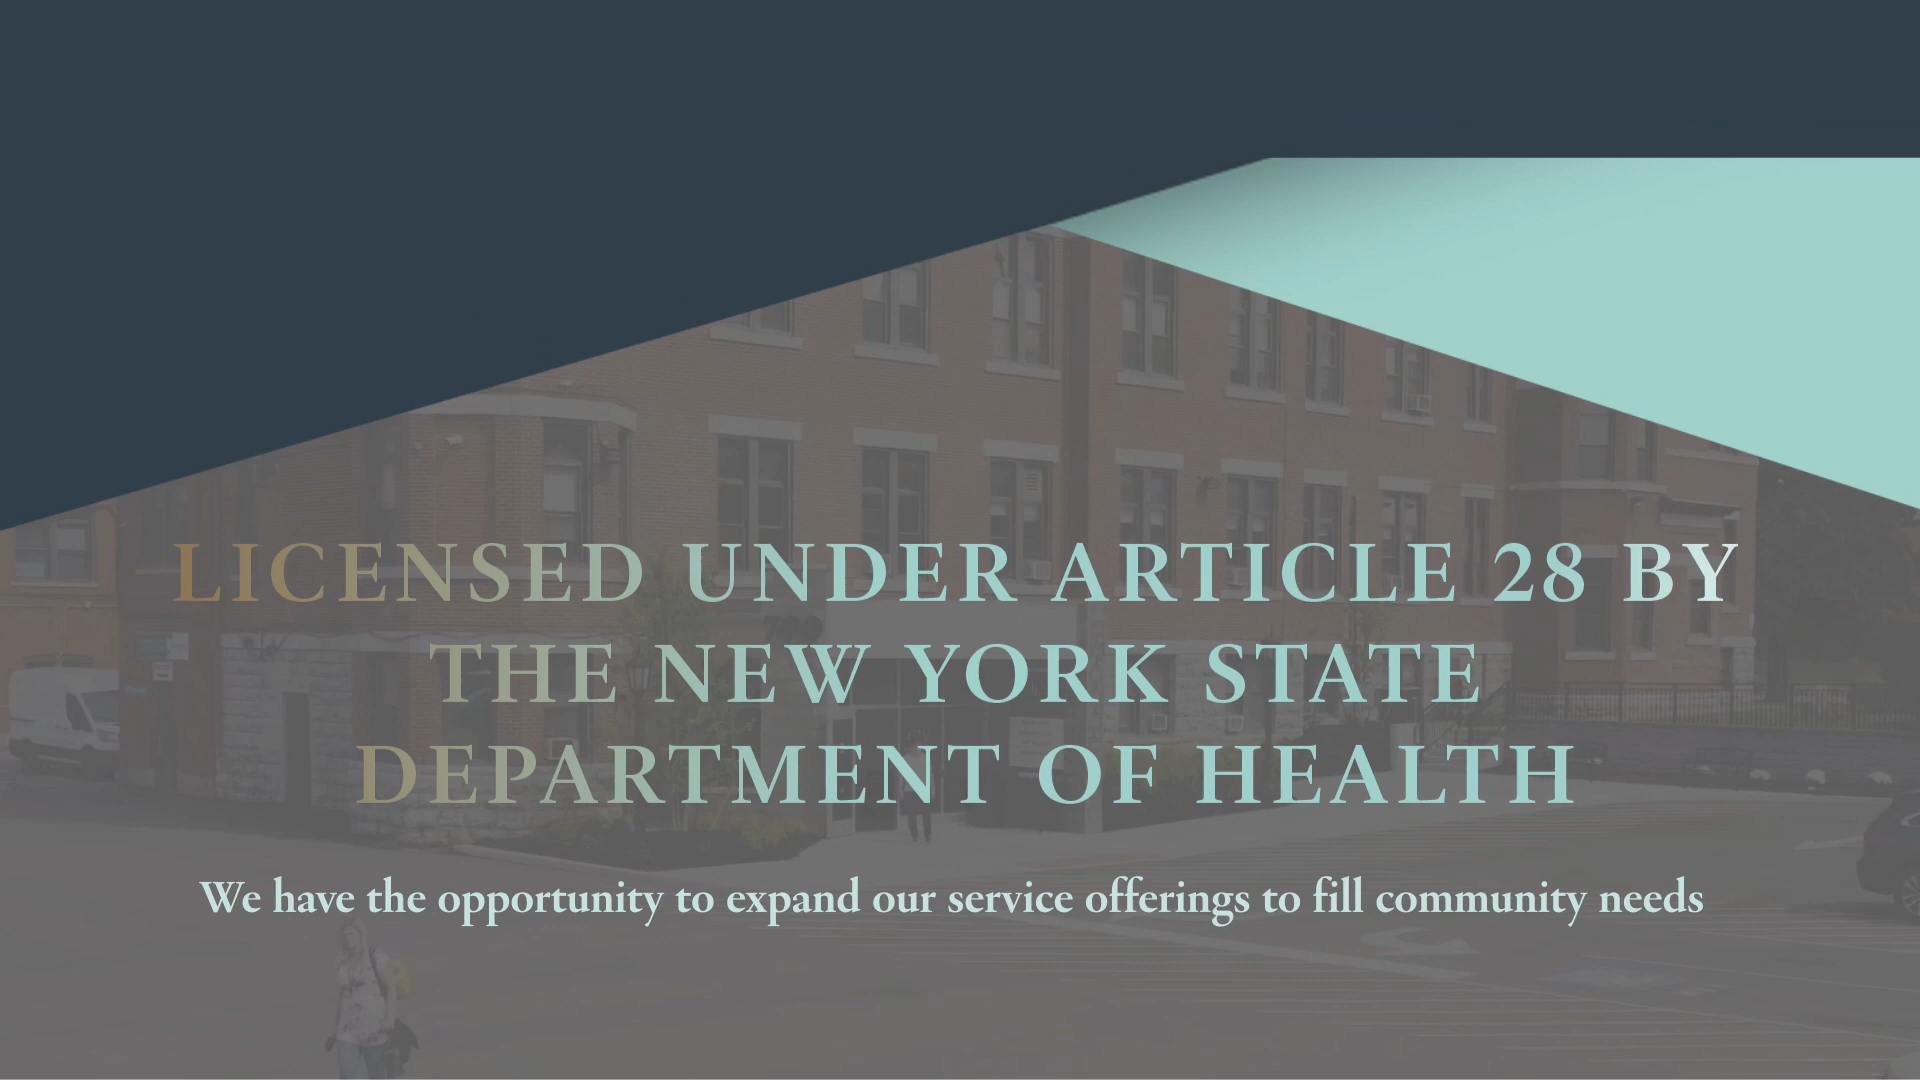 LICENSED UNDER ARTICLE 28 BY
THE NEW YORK STATE
DEPARTMENT OF HEALTH
We have the opportunity to expand our service offerings to fill community needs